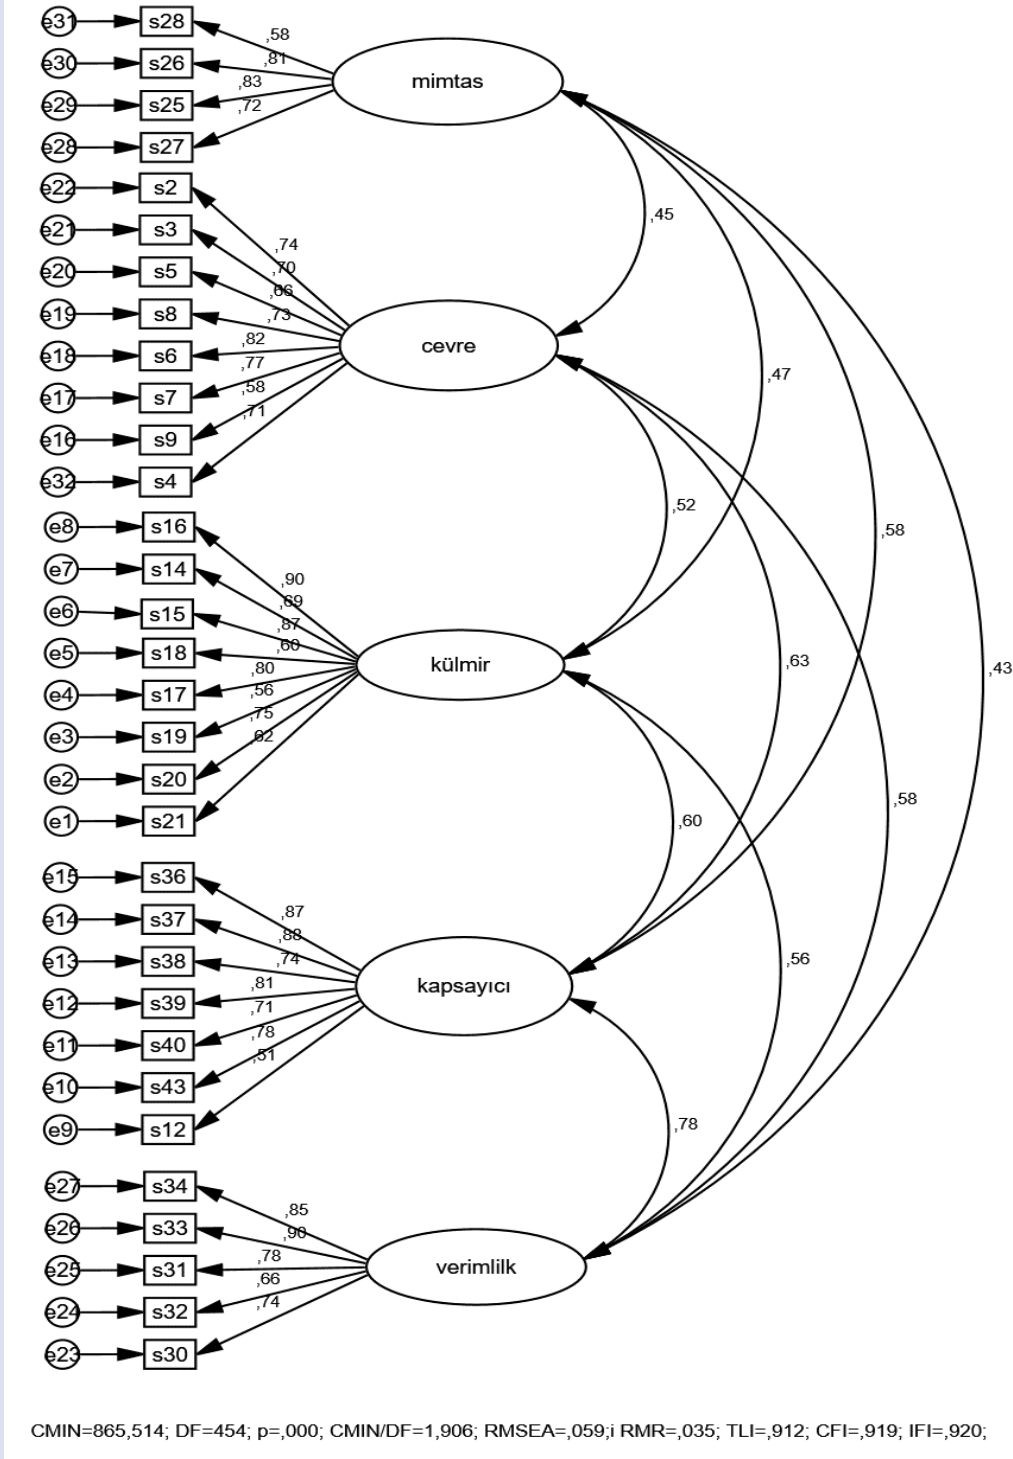 e31 s28
,58
e30 s26
,81
mimtas
e29 s25
,83
e28 s27
,72
e22 s2
e21 s3
,45
,74
e20 s5
,70
,66
e19 s8
,73
e18 s6
,82
cevre
e17 s7
,77
,47
,58
e16 s9
,71
e32 s4
,52
e8 s16
,58
e7 s14
,90
,69
e6 s15
,87
e5 s18
,60
,80
külmir
,63
,43
e4 s17
,56
e3 s19
,75
,62
e2 s20
,58
e1 s21
,60
e15 s36
e14 s37
,87
,88
e13 s38
,74
,56
e12 s39
,81
kapsayıcı
,71
e11 s40
,78
,51
e10 s43
e9 s12
,78
e27 s34
,85
e26 s33
,90
e25 s31
,78
verimlilk
,66
e24 s32
,74
e23 s30
CMIN=865,514; DF=454; p=,000; CMIN/DF=1,906; RMSEA=,059;i RMR=,035; TLI=,912; CFI=,919; IFI=,920;